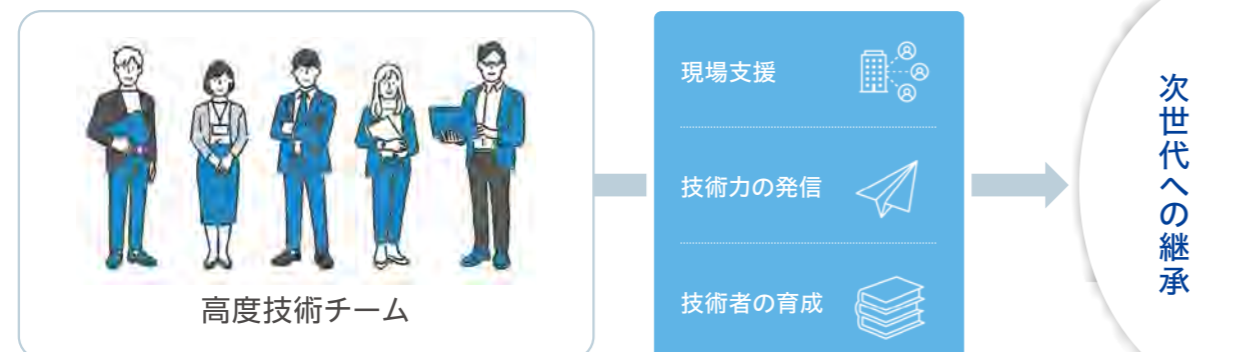 高度技術チーム
現場支援
技術力の発信
技術者の育成
次世代への継承